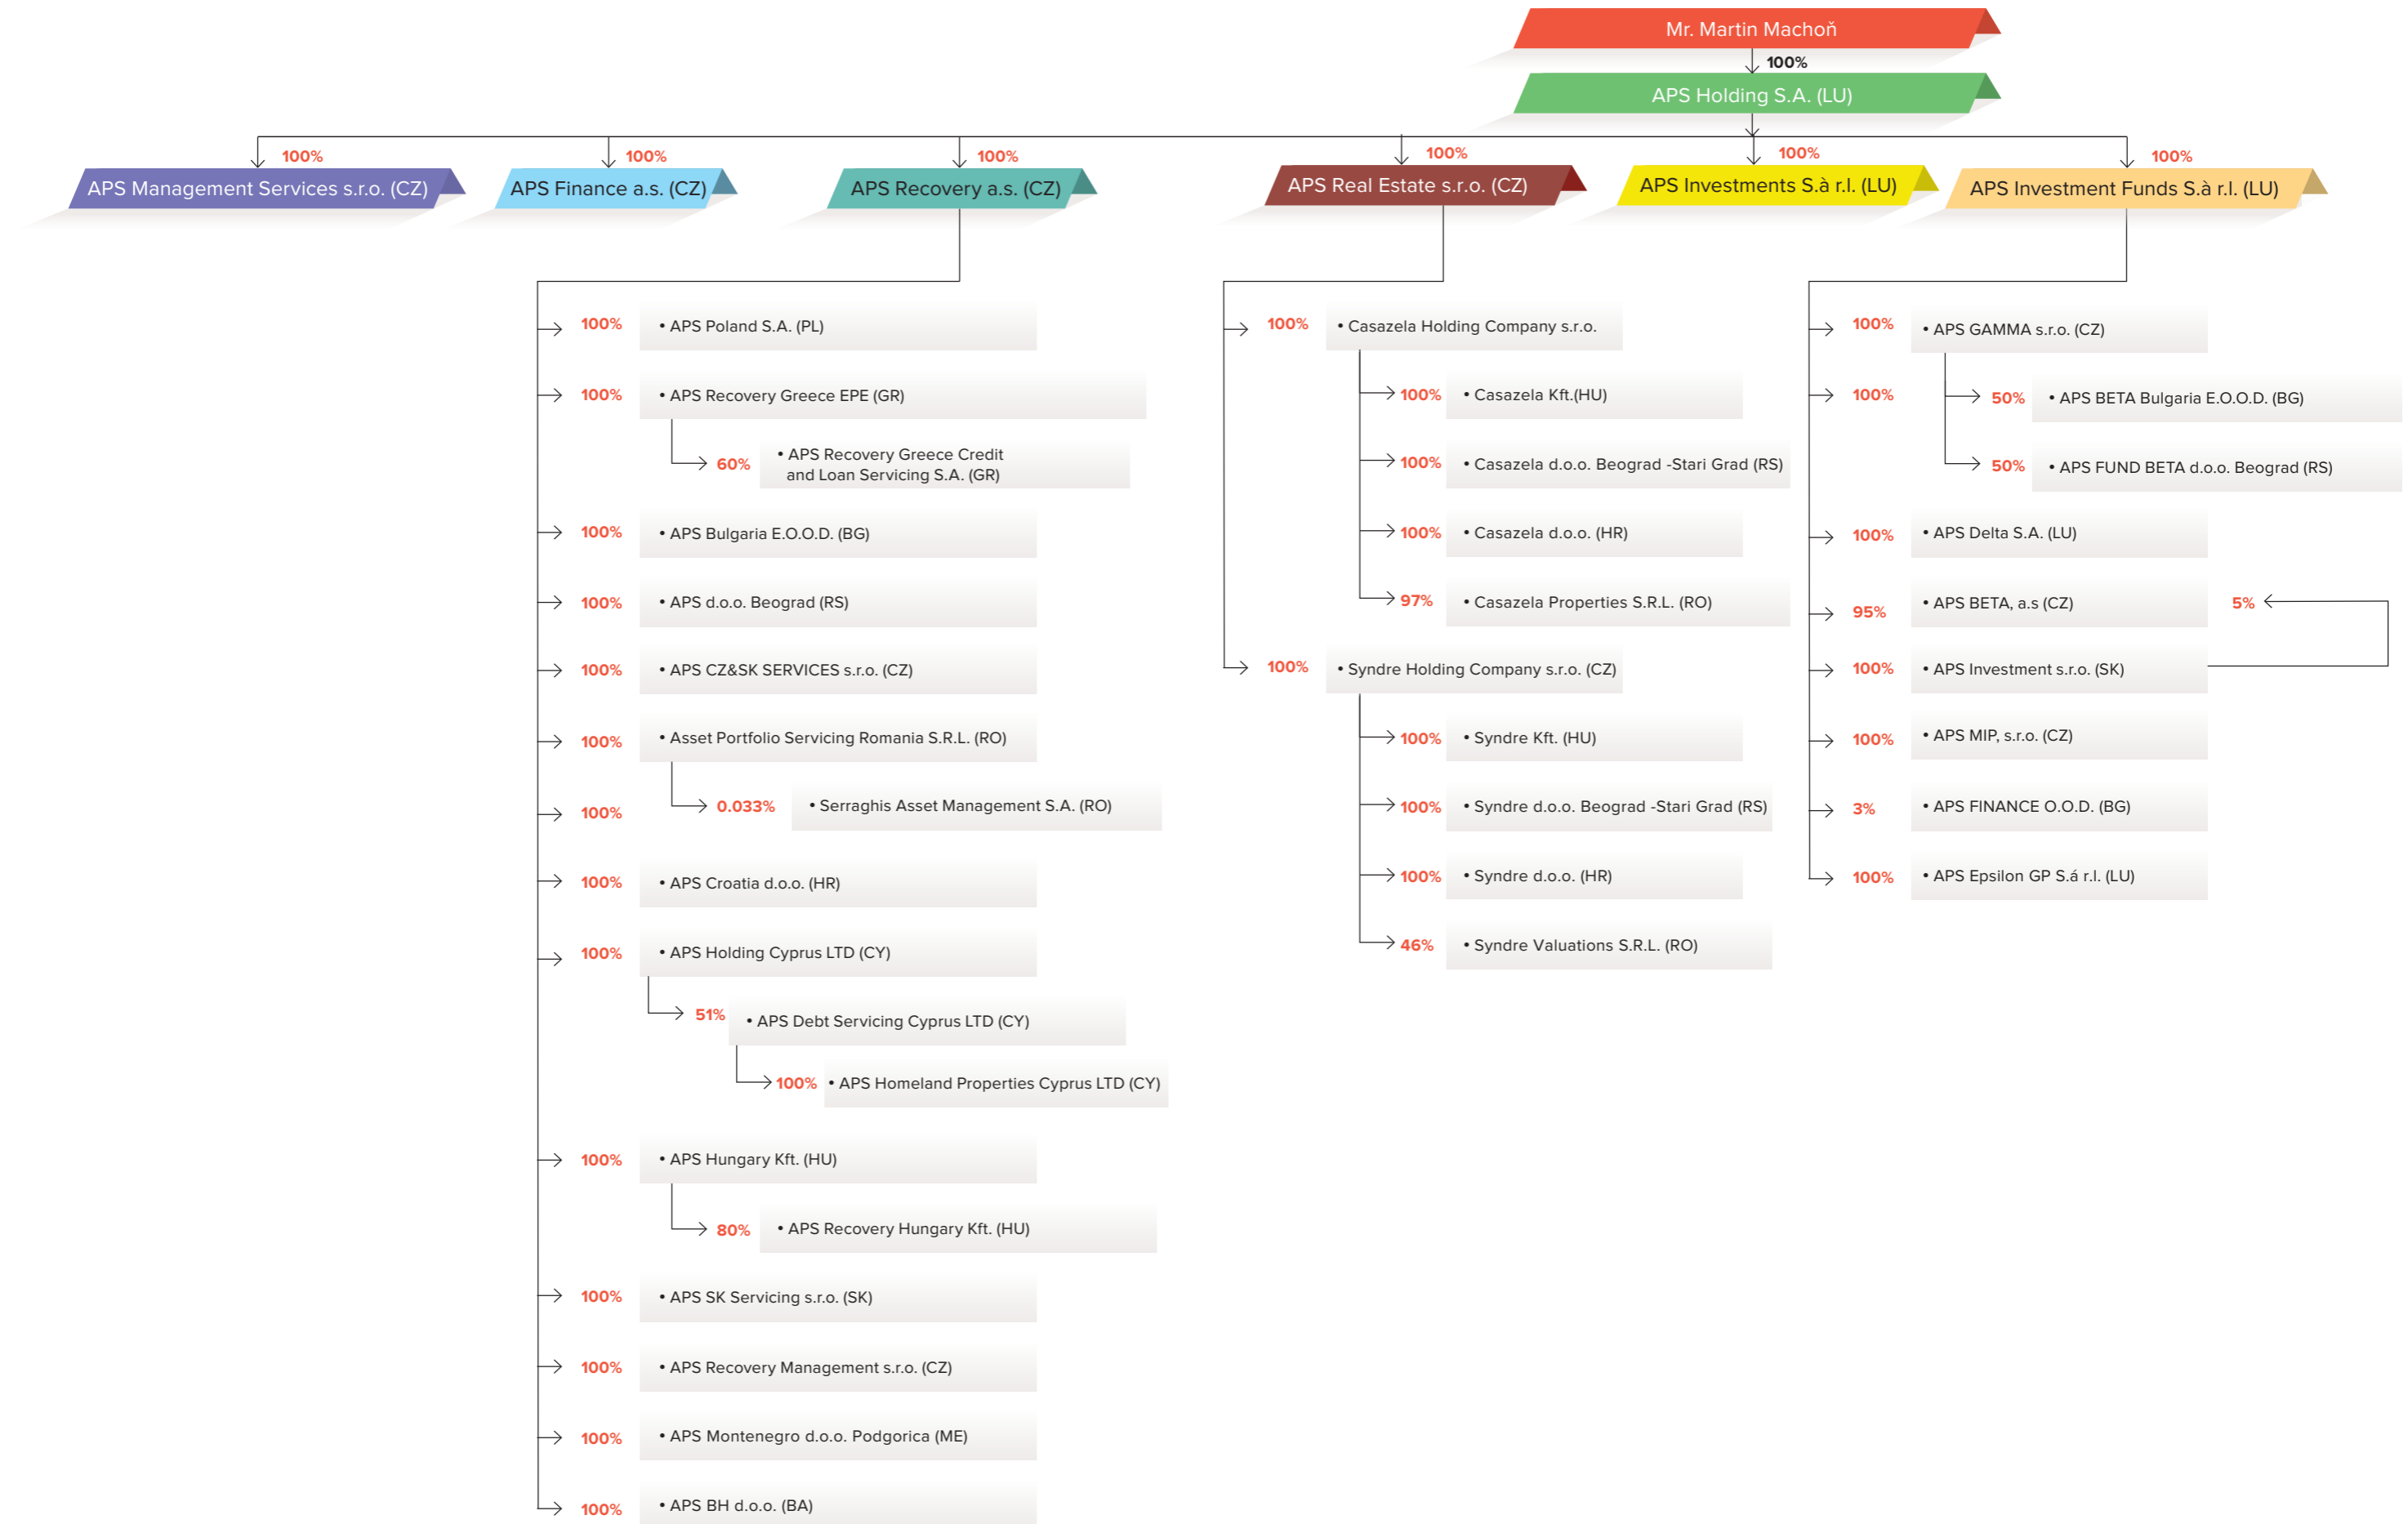 Mr. Martin Machoň
100%
APS Holding S.A. (LU)
100%
100%
100%
100%
100%
100%
APS Management Services s.r.o. (CZ)
APS Finance a.s. (CZ)
APS Recovery a.s. (CZ)
APS Real Estate s.r.o. (CZ)
APS Investments S.à r.l. (LU)
APS Investment Funds S.à r.l. (LU)
100%
• APS Poland S.A. (PL)
100%
• APS Recovery Greece EPE (GR)
60%
• APS Recovery Greece Credit
and Loan Servicing S.A. (GR)
100%
• APS Bulgaria E.O.O.D. (BG)
100%
• APS d.o.o. Beograd (RS)
100%
• APS CZ&SK SERVICES s.r.o. (CZ)
100%
• Asset Portfolio Servicing Romania S.R.L. (RO)
100%
0.033%
• Serraghis Asset Management S.A. (RO)
100%
• APS Croatia d.o.o. (HR)
100%
• APS Holding Cyprus LTD (CY)
51%
• APS Debt Servicing Cyprus LTD (CY)
100%
• APS Homeland Properties Cyprus LTD (CY)
100%
• APS Hungary Kft. (HU)
80%
• APS Recovery Hungary Kft. (HU)
100%
• APS SK Servicing s.r.o. (SK)
100%
• APS Recovery Management s.r.o. (CZ)
100%
• APS Montenegro d.o.o. Podgorica (ME)
100%
• APS BH d.o.o. (BA)
100%
• Casazela Holding Company s.r.o.
100%
• Casazela Kft.(HU)
100%
• Casazela d.o.o. Beograd -Stari Grad (RS)
100%
• Casazela d.o.o. (HR)
97%
• Casazela Properties S.R.L. (RO)
100%
• Syndre Holding Company s.r.o. (CZ)
100%
• Syndre Kft. (HU)
100%
• Syndre d.o.o. Beograd -Stari Grad (RS)
100%
• Syndre d.o.o. (HR)
46%
• Syndre Valuations S.R.L. (RO)
100%
• APS GAMMA s.r.o. (CZ)
100%
50%
• APS BETA Bulgaria E.O.O.D. (BG)
50%
• APS FUND BETA d.o.o. Beograd (RS)
100%
• APS Delta S.A. (LU)
95%
• APS BETA, a.s (CZ)
5%
100%
• APS Investment s.r.o. (SK)
100%
• APS MIP, s.r.o. (CZ)
3%
• APS FINANCE O.O.D. (BG)
100%
• APS Epsilon GP S.á r.l. (LU)